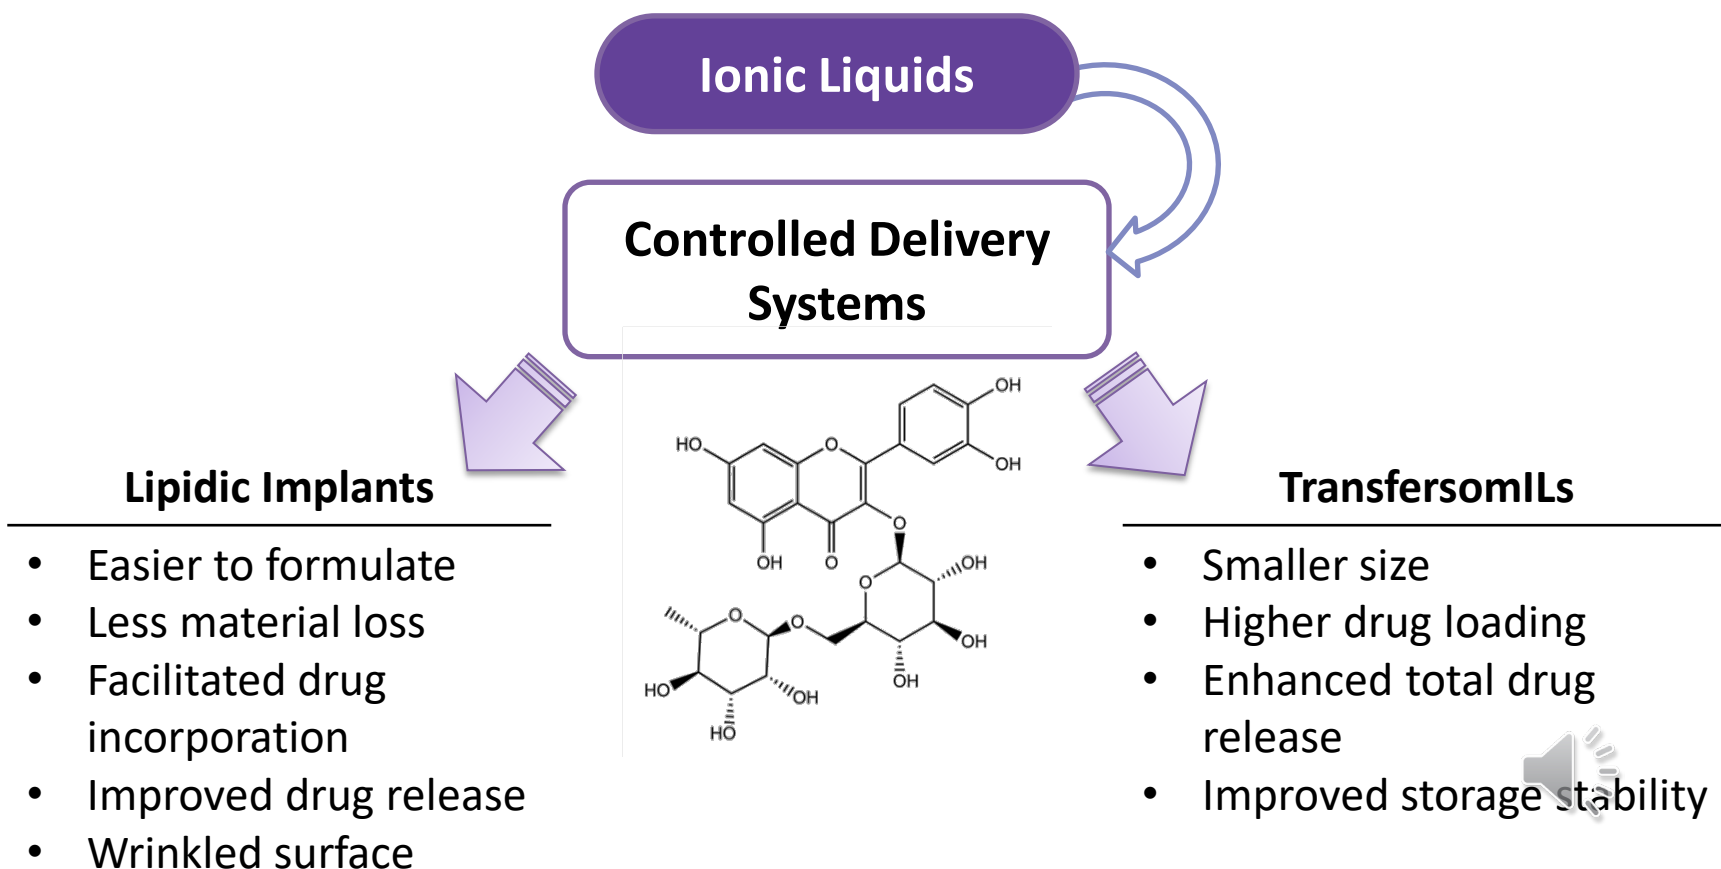 Ionic Liquids
Controlled Delivery
Systems
Lipidic Implants
• Easier to formulate
• Less material loss
• Facilitated drug
incorporation
• Improved drug release
• Wrinkled surface
OH
HO
O
OH
O
OH
O
O
OH
O
OH
O
OH
HO
OH
HO
TransfersomILs
• Smaller size
• Higher drug loading
• Enhanced total drug
release
• Improved storage stability